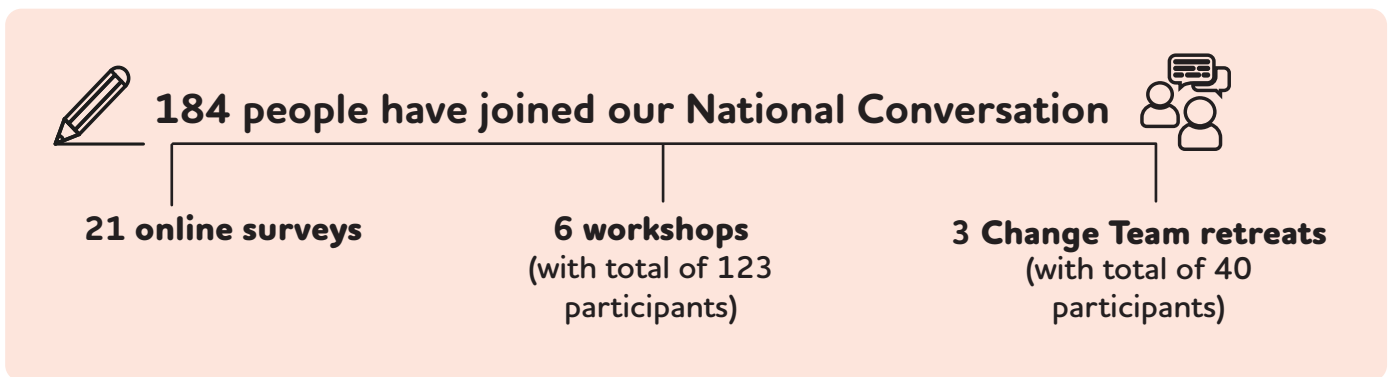 184 people have joined our National Conversation
21 online surveys
6 workshops
(with total of 123
participants)
3 Change Team retreats
(with total of 40
participants)